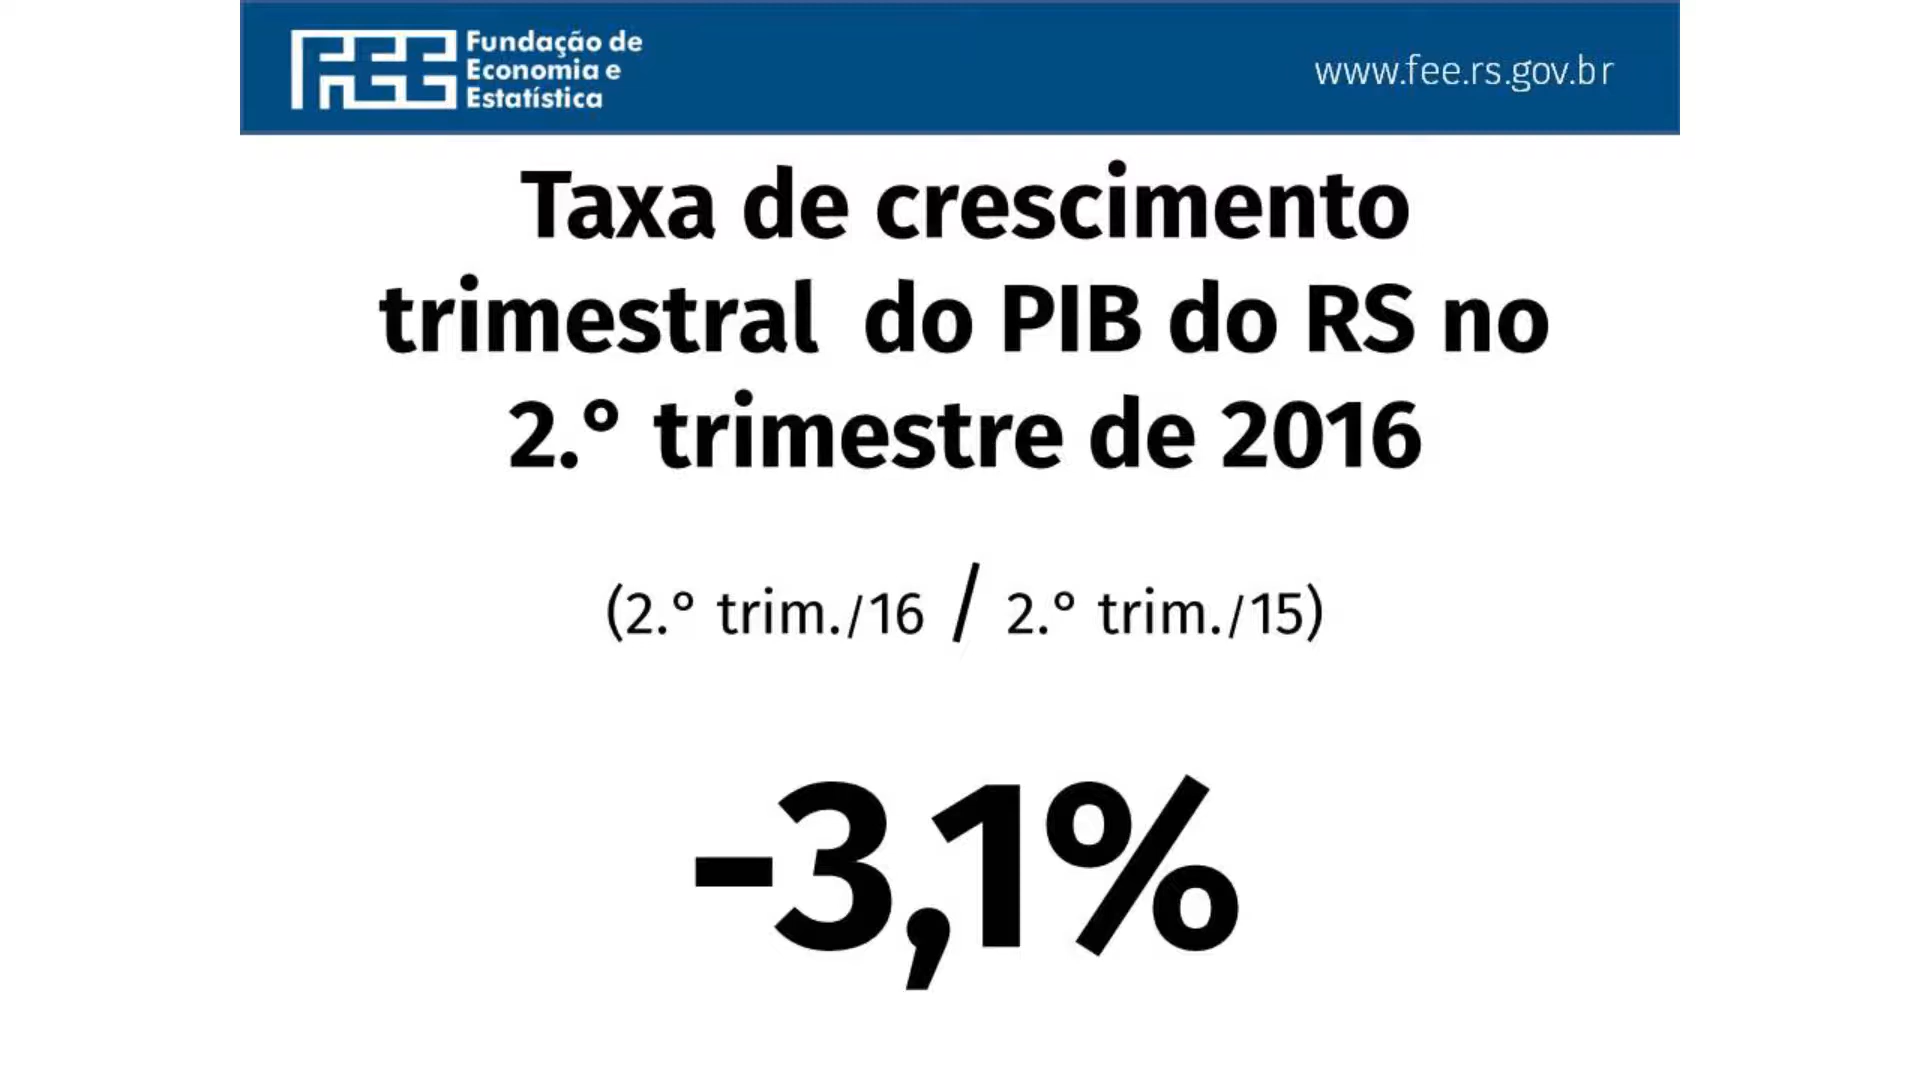 FEE Fundação de
Economia e
Estatística
www.fee.rs.gov.br
Taxa de crescimento
trimestral do PIB do RS no
2.º trimestre de 2016
(2.º trim./16 / 2.º trim./15)
-3,1%